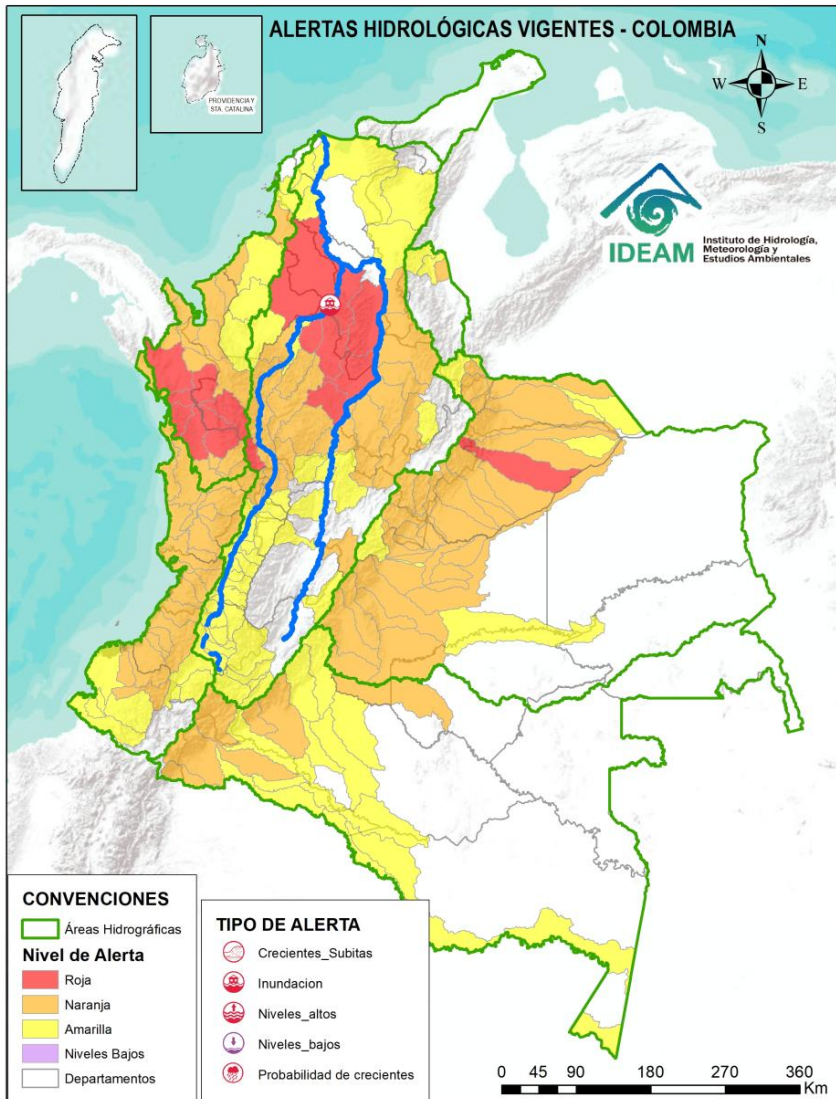 ALERTAS HIDROLÓGICAS VIGENTES - COLOMBIA
PROVIDENCIA Y
STA. CATALINA
N
W
E
S
IDEAM
Instituto de Hidrología,
Meteorología y
Estudios Ambientales
CONVENCIONES
Áreas Hidrográficas
Nivel de Alerta
Roja
Naranja
Amarilla
Niveles Bajos
Departamentos
TIPO DE ALERTA
Crecientes_Subitas
Inundacion
Niveles_altos
Niveles_bajos
Probabilidad de crecientes
0 45 90 180 270 360
Km